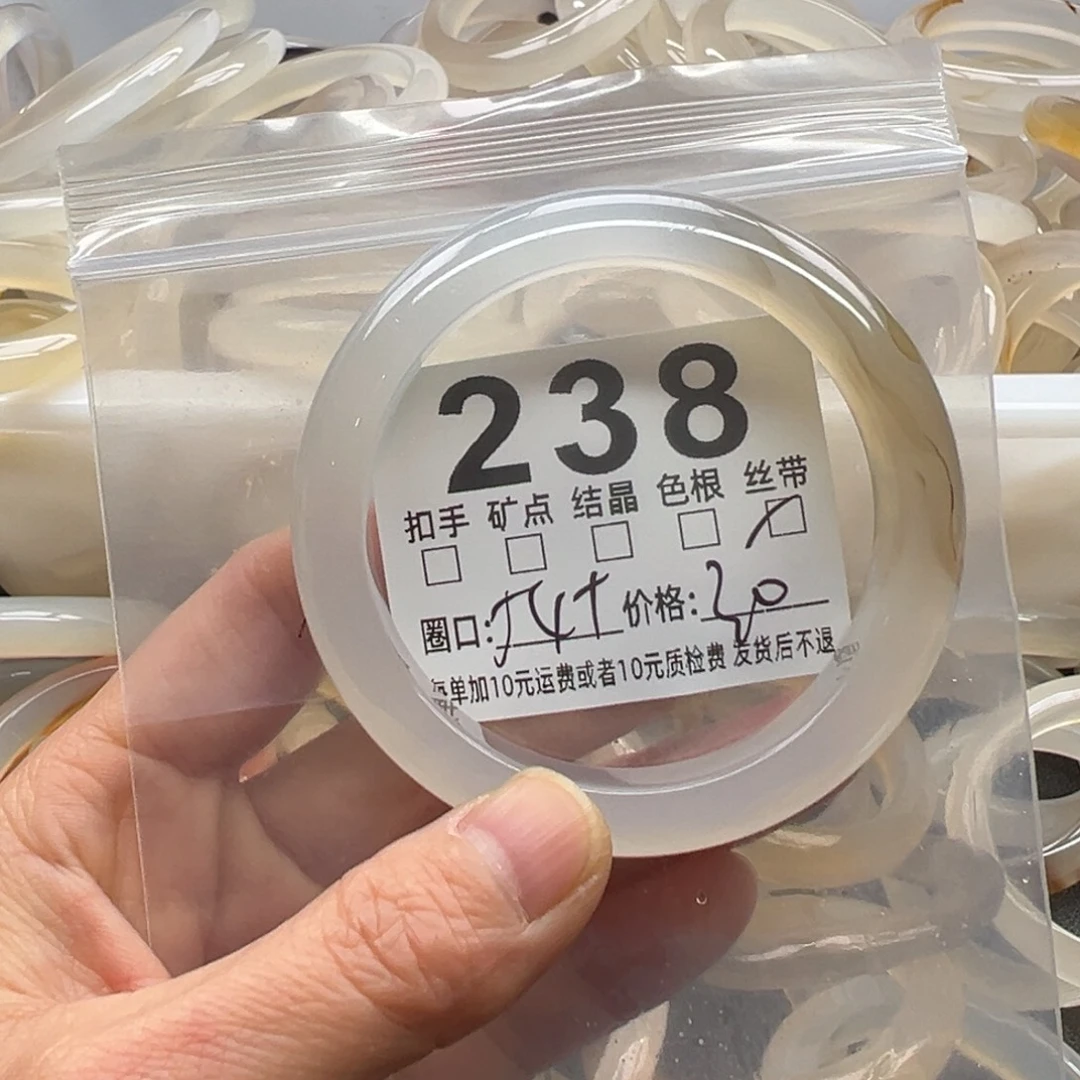 238
扣手 矿点 结晶 色根 丝带
圈口: 价格:
每单加10元运费或者10元质检费 发货后不退